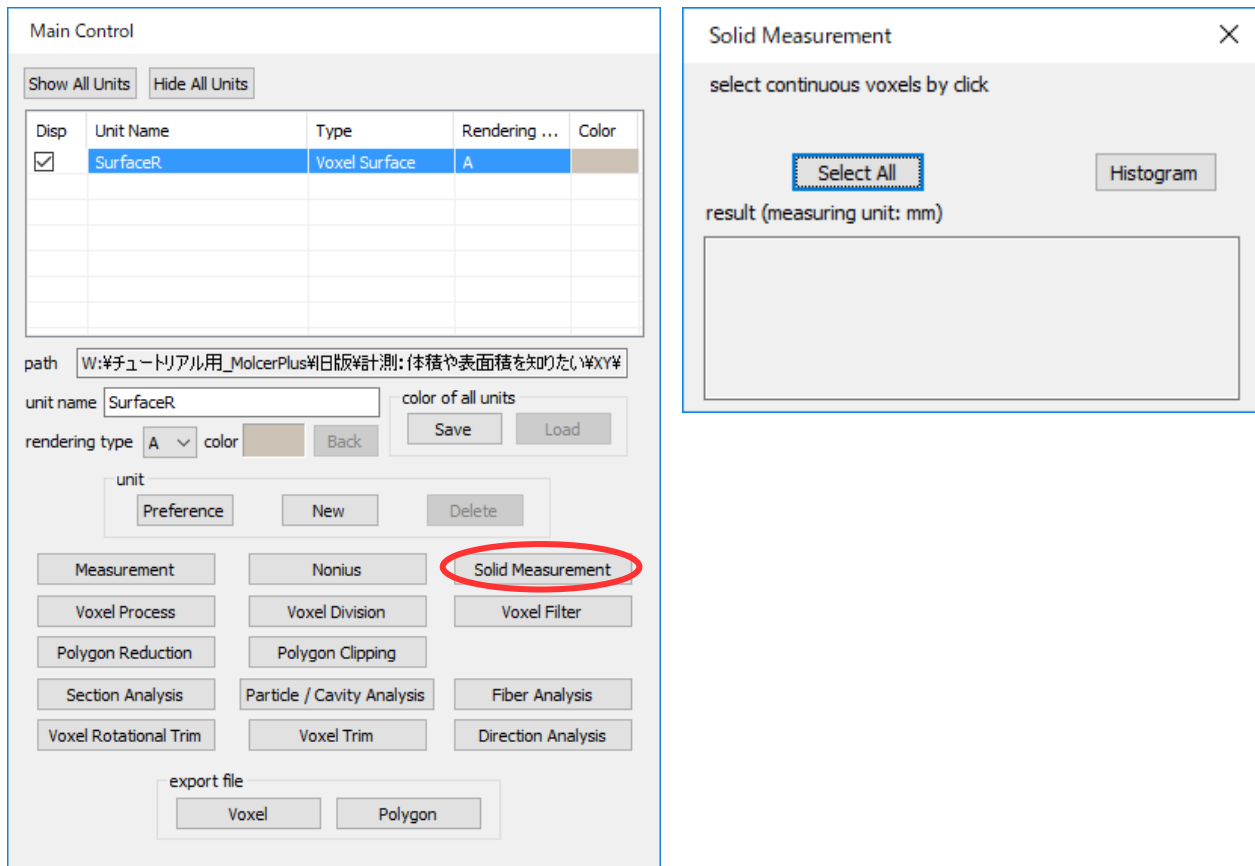 Main Control
Show All Units Hide All Units
Disp Unit Name Type Rendering ... Color
SurfaceR Voxel Surface A
path W:¥チュートリアル用_MolcerPlus¥旧版¥計測：体積や表面積を知りたい¥XY¥
unit name SurfaceR
color of all units
Save Load
rendering type A color Back
unit
Preference New Delete
Measurement Nonius Solid Measurement
Voxel Process Voxel Division Voxel Filter
Polygon Reduction Polygon Clipping
Section Analysis Particle / Cavity Analysis Fiber Analysis
Voxel Rotational Trim Voxel Trim Direction Analysis
export file
Voxel Polygon
Solid Measurement
select continuous voxels by click
Select All Histogram
result (measuring unit: mm)